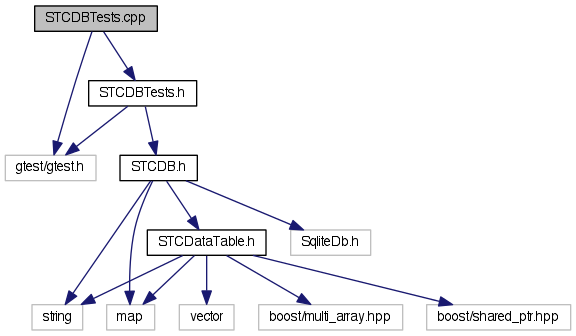 STCDBTests.cpp
STCDBTests.h
gtest/gtest.h
STCDB.h
STCDataTable.h
SqliteDb.h
string
map
vector
boost/multi_array.hpp
boost/shared_ptr.hpp